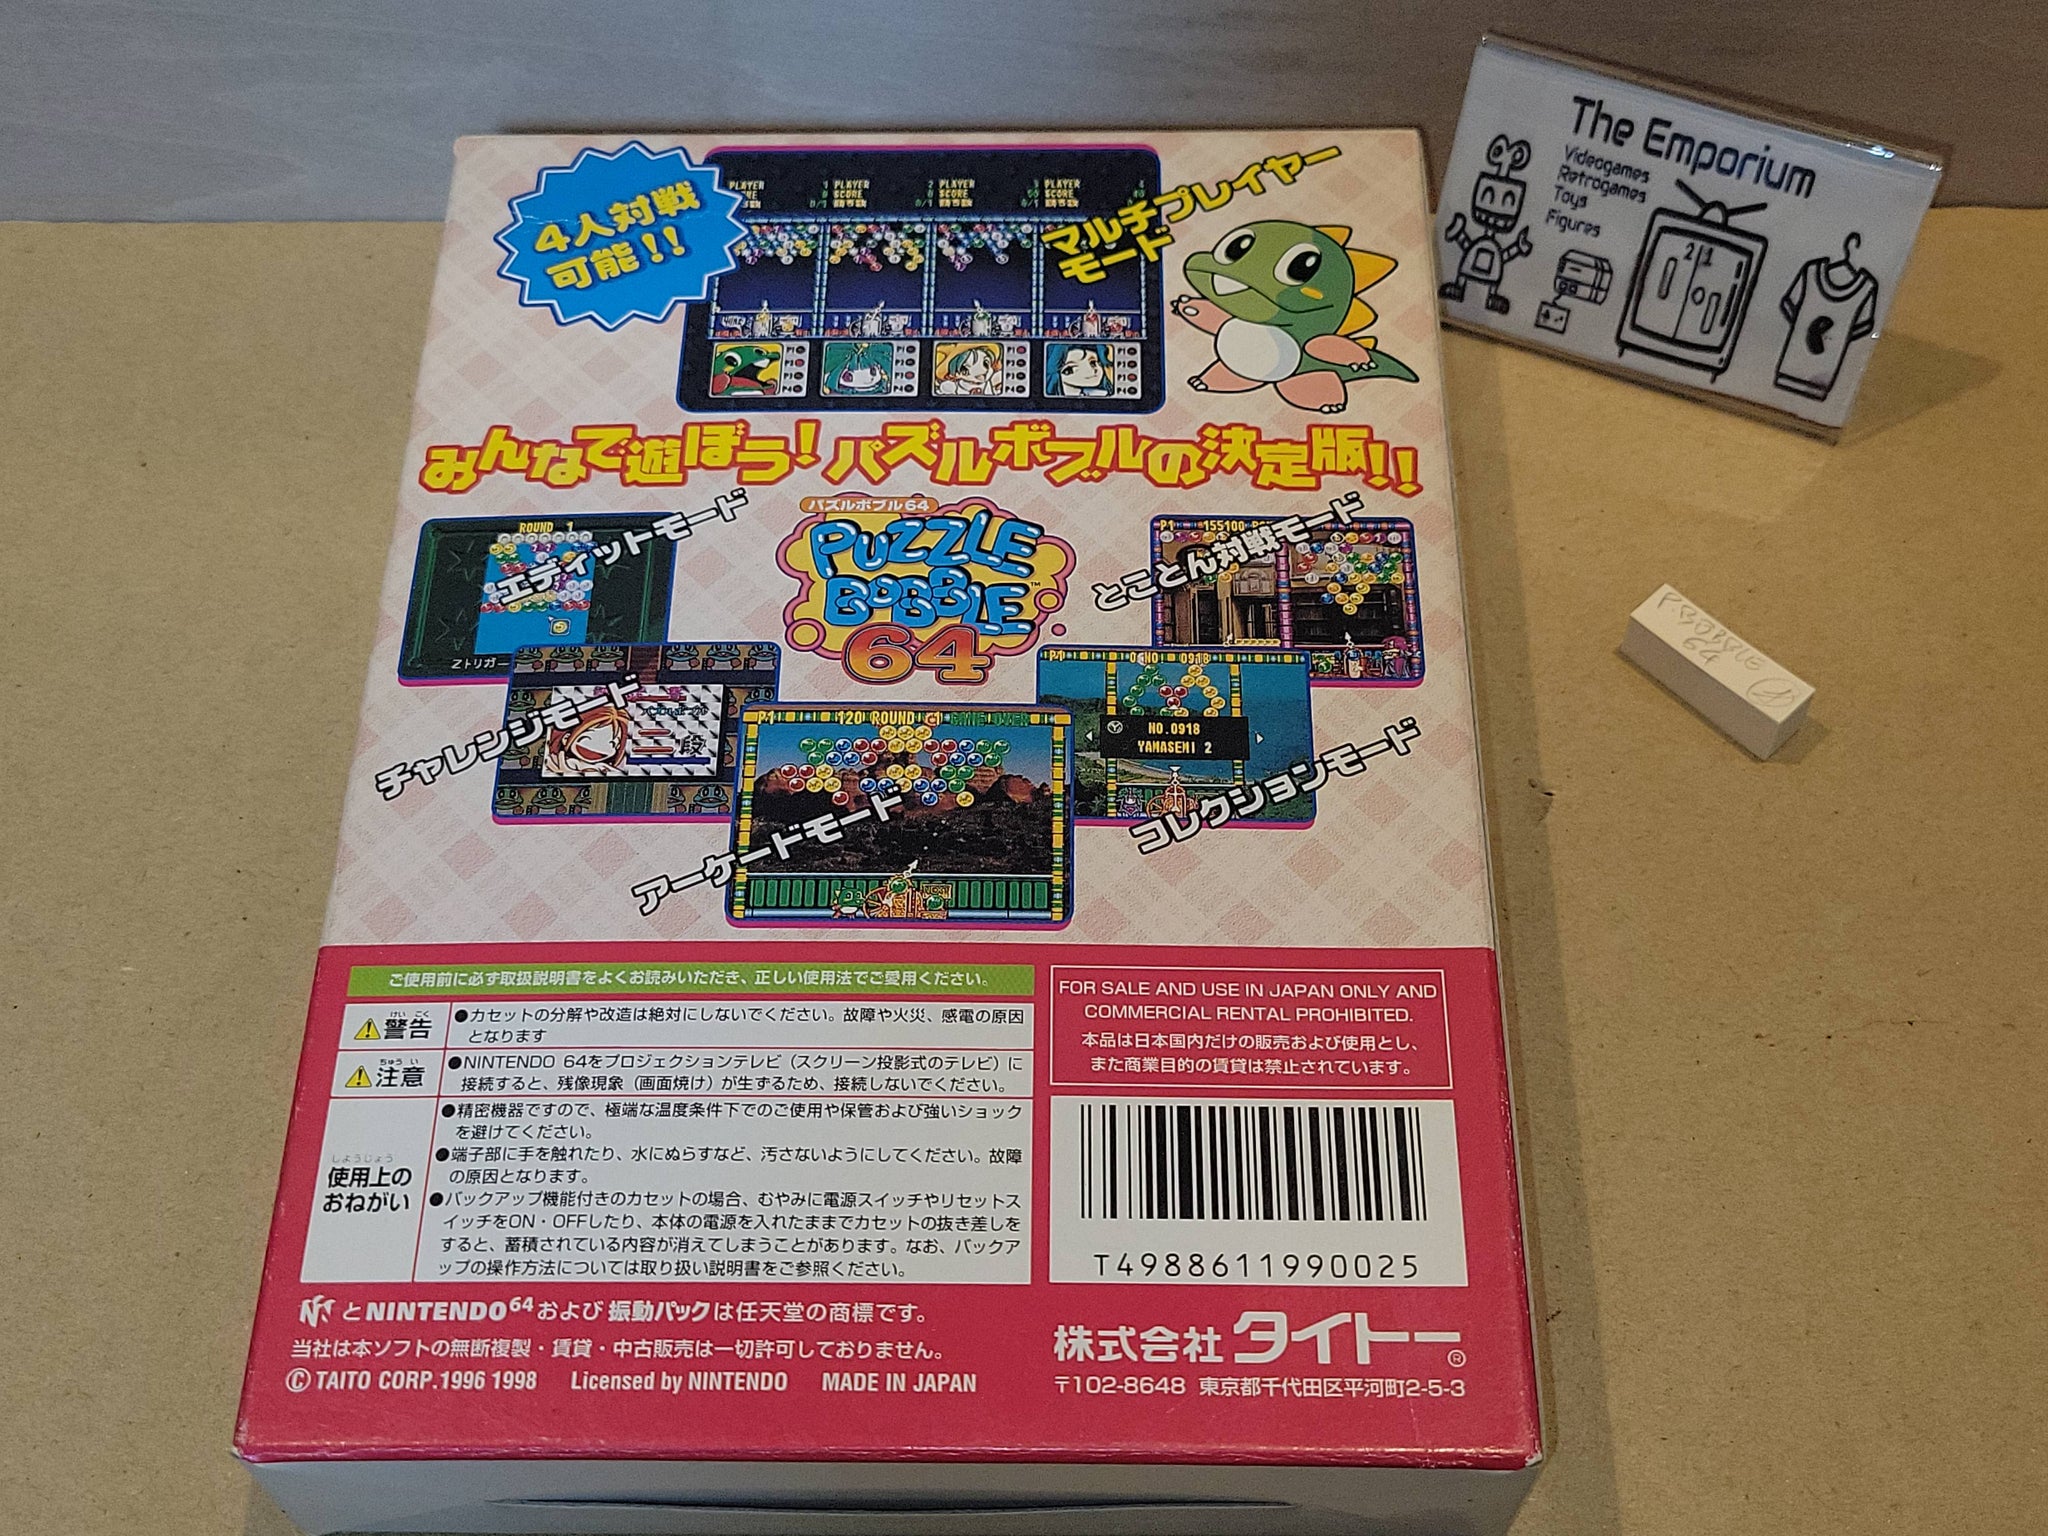 4人対戦
可能!!
PLAYER 1 PLAYER 2 PLAYER 3 PLAYER 4
SCORE SCORE SCORE
マルチプレイヤー
モード
みんなで遊ぼう!パズルボブルの決定版!!
ROUND 1
エディットモード
Zトリガー
パズルボブル64
PUZZLE
BOBBLE™
64
P1 155100
とことん対戦モード
チャレンジモード
段
P1 120 ROUND GAME OVER
アーケードモード
P1 0 NO 0918
NO.0918
YAMASEMI 2
コレクションモード
ご使用前に必ず取扱説明書をよくお読みいただき、正しい使用法でご愛用ください。
けいこく
警告
●カセットの分解や改造は絶対にしないでください。故障や火災、感電の原因
となります
ちゅうい
注意
●NINTENDO 64をプロジェクションテレビ(スクリーン投影式のテレビ)に
接続すると、残像現象(画面焼け)が生ずるため、接続しないでください。
しようじょう
使用上の
おねがい
●精密機器ですので、極端な温度条件下でのご使用や保管および強いショック
を避けてください。
●端子部に手を触れたり、水にぬらすなど、汚さないようにしてください。故障
の原因となります。
●バックアップ機能付きのカセットの場合、むやみに電源スイッチやリセットス
イッチをON・OFFしたり、本体の電源を入れたままでカセットの抜き差しを
すると、蓄積されている内容が消えてしまうことがあります。なお、バックア
ップの操作方法については取り扱い説明書をご参照ください。
FOR SALE AND USE IN JAPAN ONLY AND
COMMERCIAL RENTAL PROHIBITED.
本品は日本国内だけの販売および使用とし、
また商業目的の賃貸は禁止されています。
T4988611990025
とNINTENDO64および振動パックは任天堂の商標です。
当社は本ソフトの無断複製・賃貸・中古販売は一切許可しておりません。
© TAITO CORP. 1996 1998 Licensed by NINTENDO MADE IN JAPAN
株式会社タイトー®
〒102-8648 東京都千代田区平河町2-5-3
The Emporium
Videogames
Retrogames
Toys
Figures
21
P.BOBBLE
64